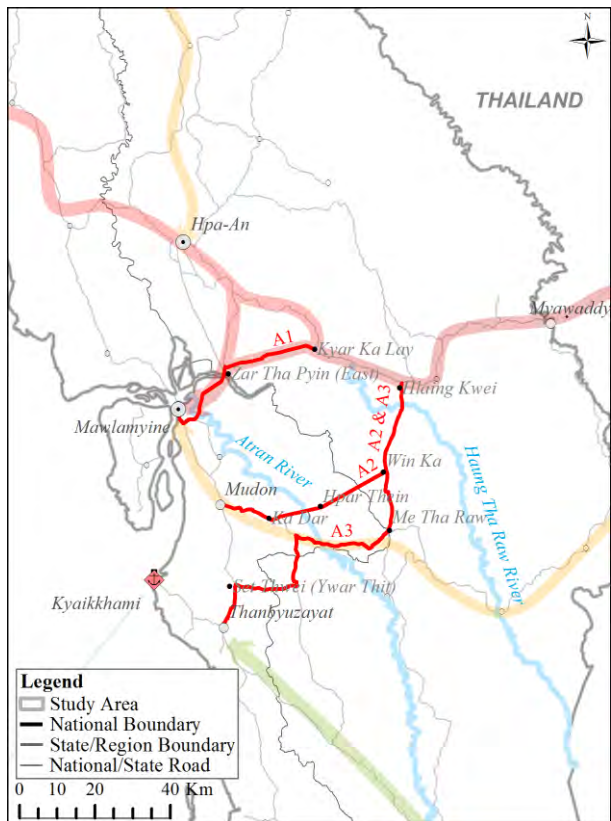 N
THAILAND
Hpa-An
Myawaddy
A1
Kyar Ka Lay
Zar Tha Pyin (East)
Hlaing Kwei
Mawlamyine
A2 & A3
Atran River
A2
Win Ka
Haung Tha Raw River
Mudon
Hpar Thein
Ka Dar
A3
Me Tha Raw
Kyaikkhami
Set Thwei (Ywar Thit)
Thanbyuzayat
Legend
Study Area
National Boundary
State/Region Boundary
National/State Road
0 10 20 40 Km